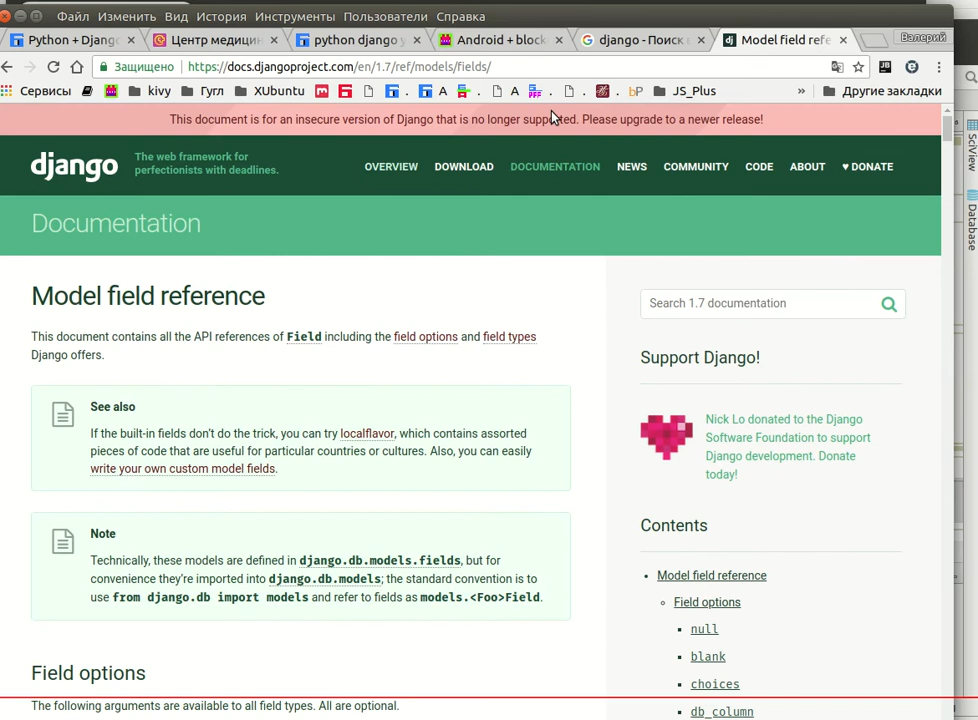 Файл Изменить Вид История Инструменты Пользователи Справка
Python + Djang
Центр медицин
python django у
Android + block
django - Поиск
Model field refe
Валерий
Защищено
https://docs.djangoproject.com/en/1.7/ref/models/fields/
Сервисы
kivy
Гугл
XUbuntu
A
A
bP
JS_Plus
»
Другие закладки
This document is for an insecure version of Django that is no longer supported. Please upgrade to a newer release!
django
The web framework for
perfectionists with deadlines.
OVERVIEW DOWNLOAD DOCUMENTATION NEWS COMMUNITY CODE ABOUT ♥ DONATE
Documentation
Model field reference
This document contains all the API references of Field including the field options and field types
Django offers.
See also
If the built-in fields don't do the trick, you can try localflavor, which contains assorted
pieces of code that are useful for particular countries or cultures. Also, you can easily
write your own custom model fields.
Note
Technically, these models are defined in django.db.models.fields, but for
convenience they're imported into django.db.models; the standard convention is to
use from django.db import models and refer to fields as models.<Foo>Field.
Field options
The following arguments are available to all field types. All are optional.
Search 1.7 documentation
Support Django!
Nick Lo donated to the Django
Software Foundation to support
Django development. Donate
today!
Contents
Model field reference
Field options
null
blank
choices
db_column
SciView
Database